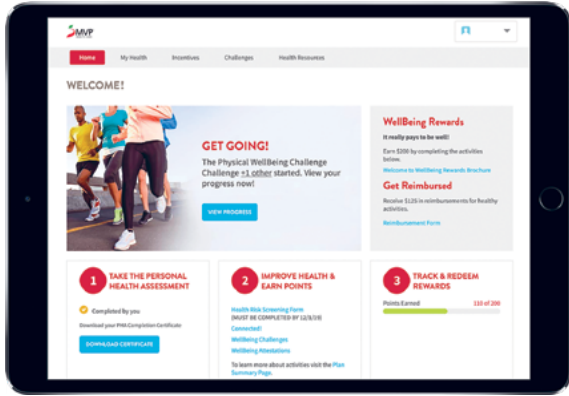 MVP
Home My Health Incentives Challenges Health Resources
WELCOME!
GET GOING!
The Physical WellBeing Challenge
Challenge +1 other started. View your
progress now!
VIEW PROGRESS
WellBeing Rewards
It really pays to be well!
Earn $200 by completing the activities
below.
Welcome to WellBeing Rewards Brochure
Get Reimbursed
Receive $125 in reimbursements for healthy
activities.
Reimbursement Form
1 TAKE THE PERSONAL
HEALTH ASSESSMENT
Completed by you
Download your PHA Completion Certificate
DOWNLOAD CERTIFICATE
2 IMPROVE HEALTH &
EARN POINTS
Health Risk Screening Form
(MUST BE COMPLETED BY 12/8/19)
Connected!
WellBeing Challenges
WellBeing Attestations
To learn more about activities visit the Plan
Summary Page.
3 TRACK & REDEEM
REWARDS
Points Earned 110 of 200